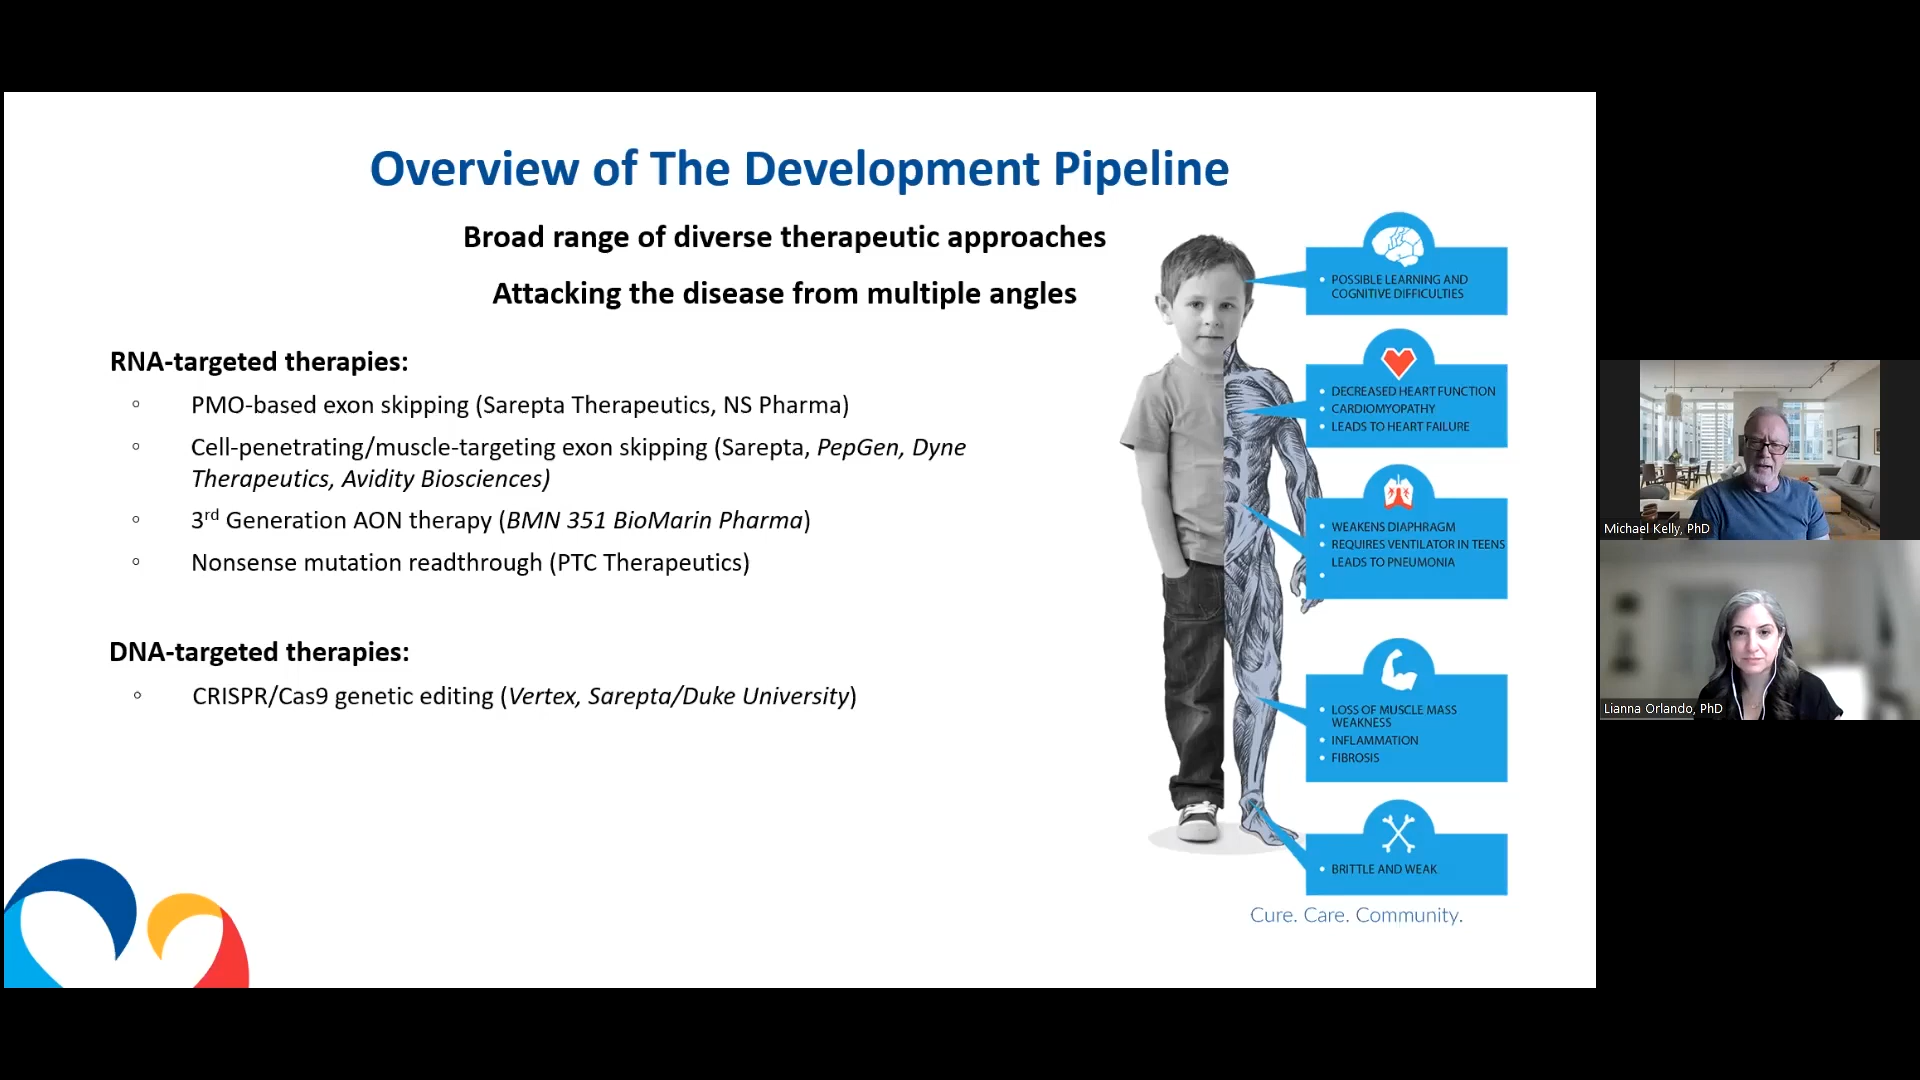 Overview of The Development Pipeline
Broad range of diverse therapeutic approaches
Attacking the disease from multiple angles
RNA-targeted therapies:
◦ PMO-based exon skipping (Sarepta Therapeutics, NS Pharma)
◦ Cell-penetrating/muscle-targeting exon skipping (Sarepta, PepGen, Dyne
Therapeutics, Avidity Biosciences)
◦ 3rd Generation AON therapy (BMN 351 BioMarin Pharma)
◦ Nonsense mutation readthrough (PTC Therapeutics)
DNA-targeted therapies:
◦ CRISPR/Cas9 genetic editing (Vertex, Sarepta/Duke University)
• POSSIBLE LEARNING AND
COGNITIVE DIFFICULTIES
• DECREASED HEART FUNCTION
• CARDIOMYOPATHY
• LEADS TO HEART FAILURE
• WEAKENS DIAPHRAGM
• REQUIRES VENTILATOR IN TEENS
LEADS TO PNEUMONIA
•
• LOSS OF MUSCLE MASS
WEAKNESS
• INFLAMMATION
• FIBROSIS
• BRITTLE AND WEAK
Cure. Care. Community.
Michael Kelly, PhD
Lianna Orlando, PhD